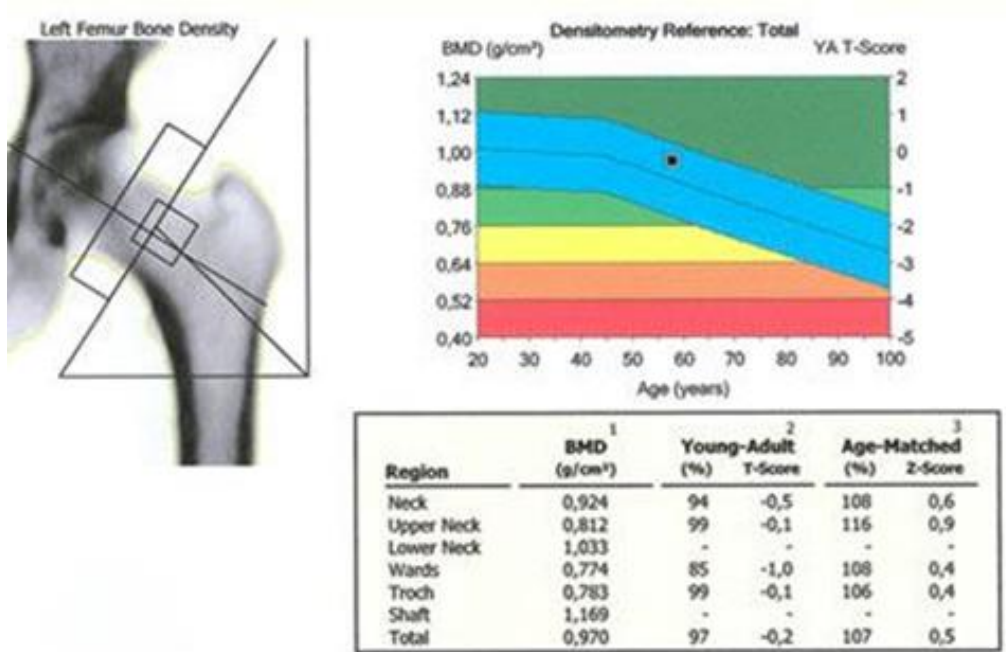 Left Femur Bone Density
Densitometry Reference: Total
BMD (g/cm²) YA T-Score
1,24 2
1,12 1
1,00 0
0,88 -1
0,76 -2
0,64 -3
0,52 -4
0,40 -5
20 30 40 50 60 70 80 90 100
Age (years)
1 2 3
BMD Young-Adult Age-Matched
Region (g/cm²) (%) T-Score (%) Z-Score
Neck 0,924 94 -0,5 108 0,6
Upper Neck 0,812 99 -0,1 116 0,9
Lower Neck 1,033 - - - -
Wards 0,774 85 -1,0 108 0,4
Troch 0,783 99 -0,1 106 0,4
Shaft 1,169 - - - -
Total 0,970 97 -0,2 107 0,5